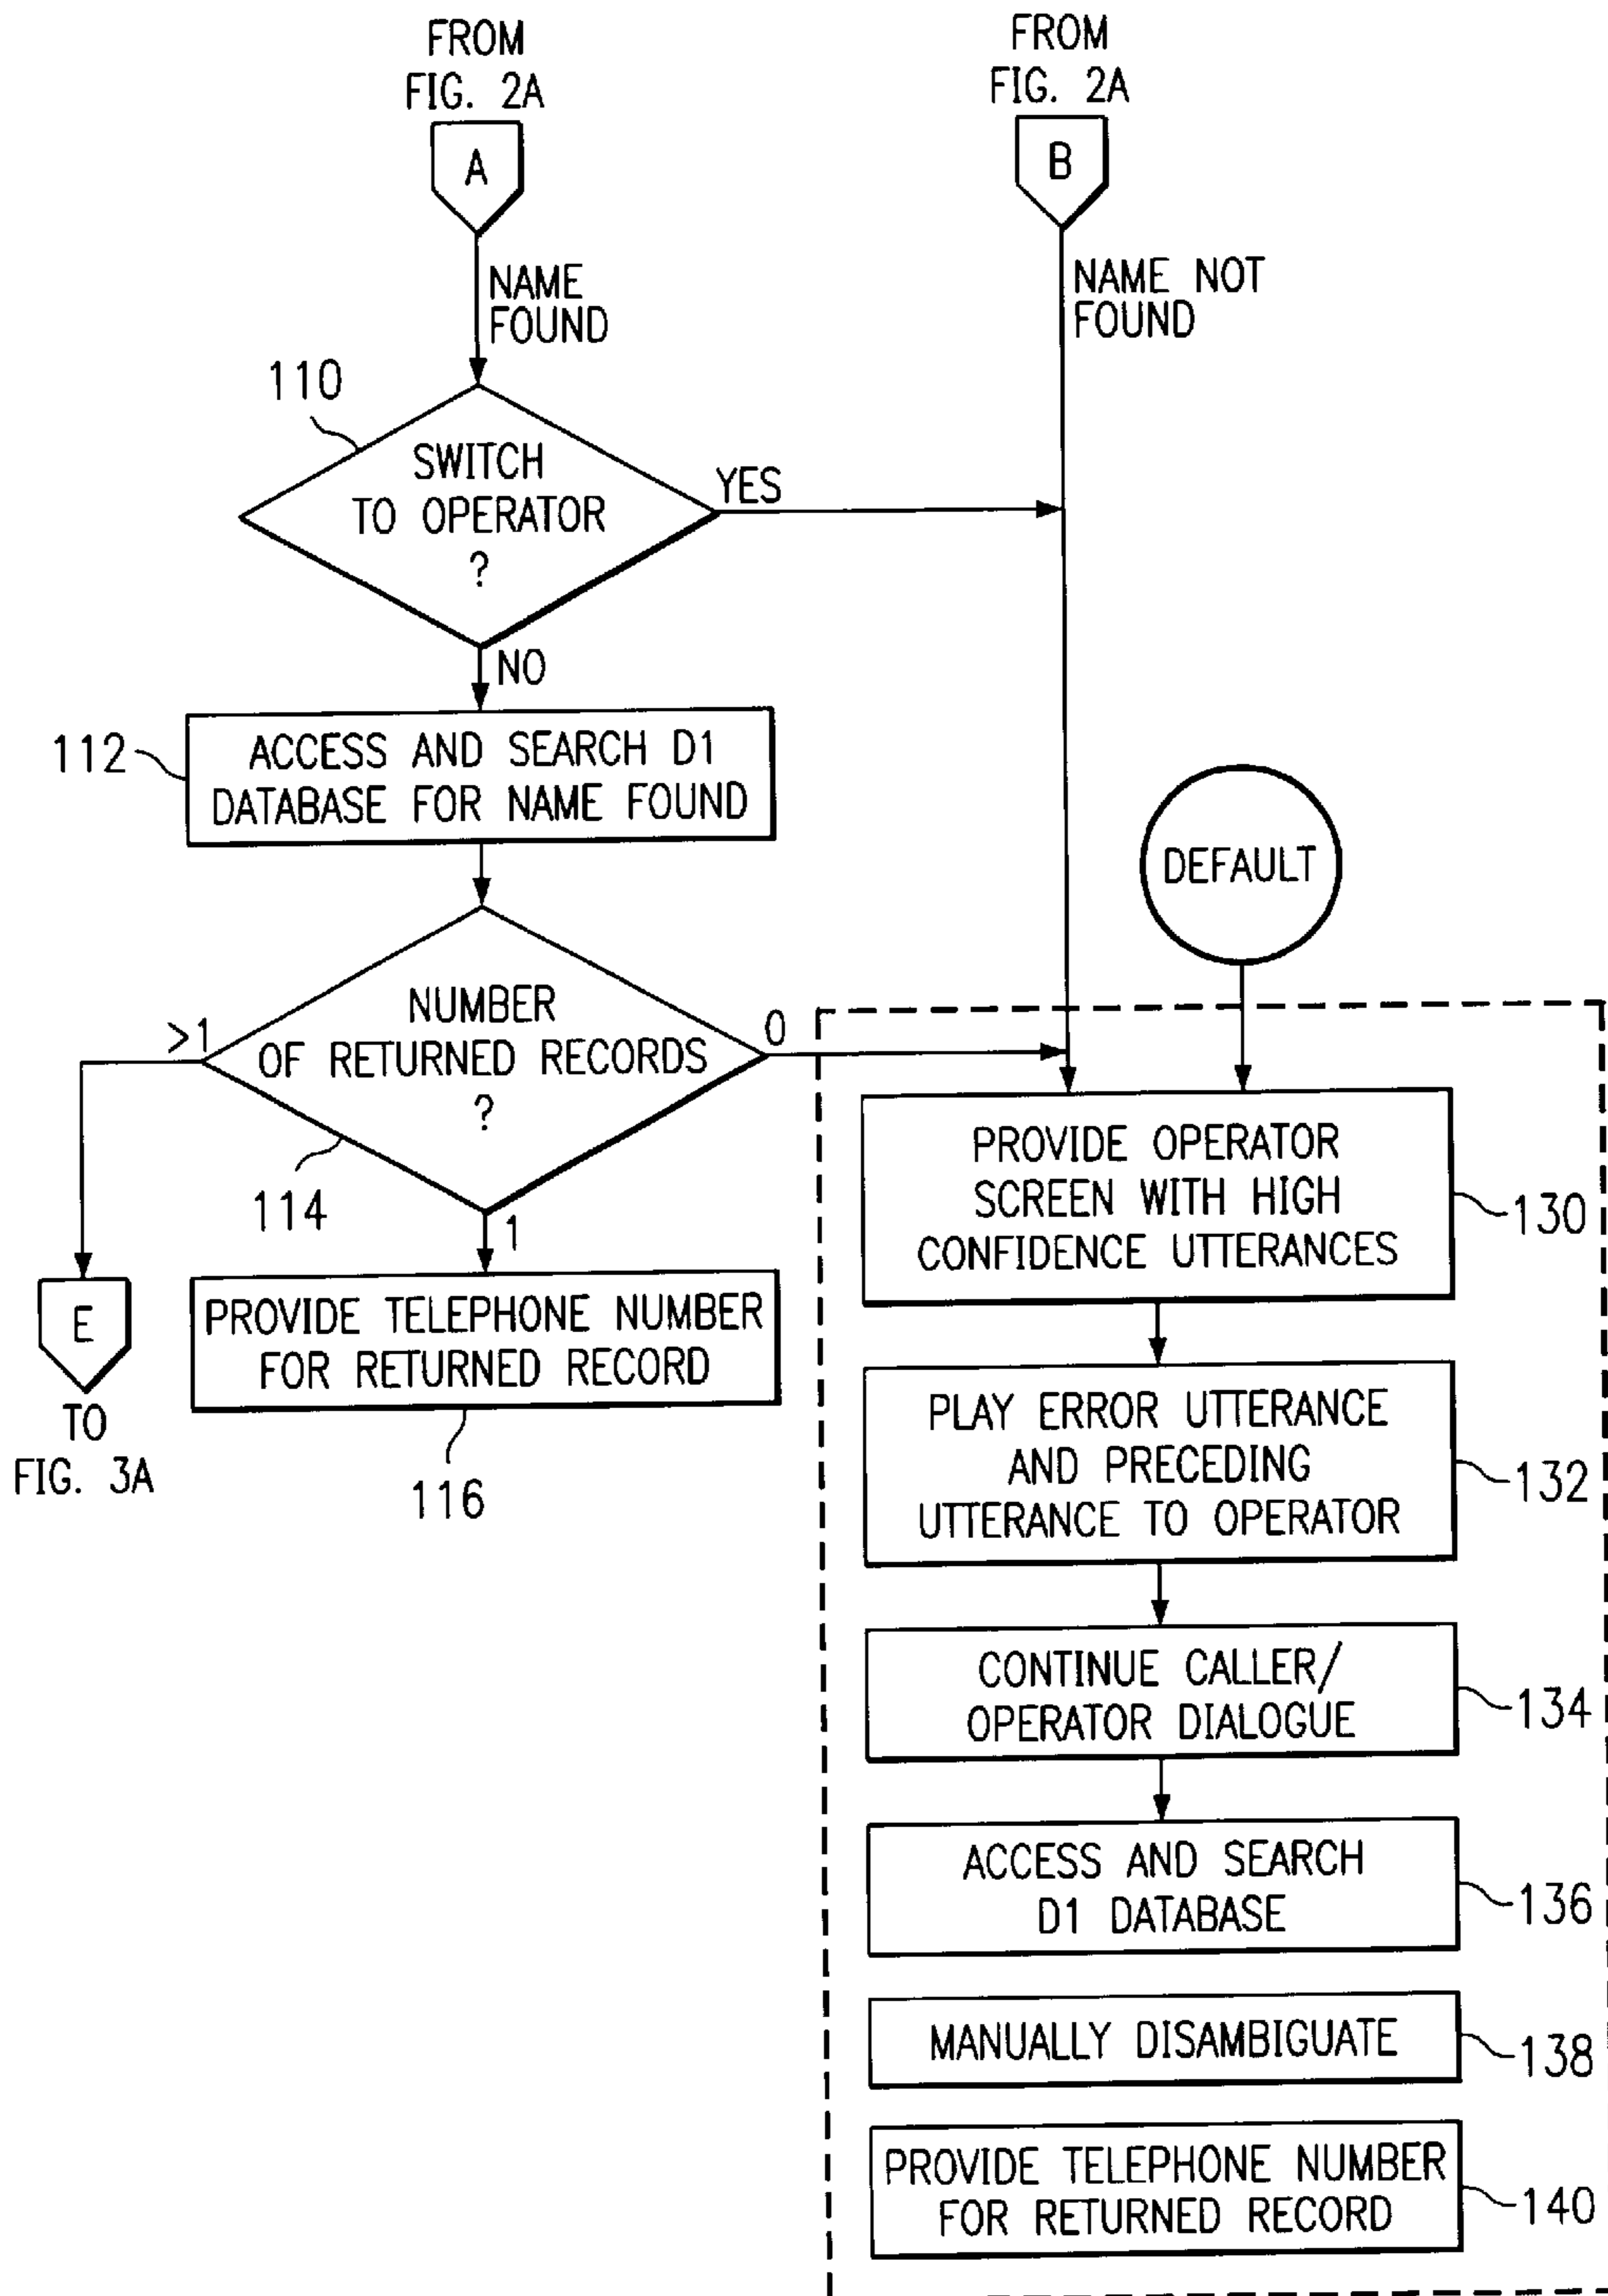 FROM
FIG. 2A
A
NAME
FOUND
FROM
FIG. 2A
B
NAME NOT
FOUND
110
SWITCH
TO OPERATOR
?
YES
NO
112
ACCESS AND SEARCH D1
DATABASE FOR NAME FOUND
DEFAULT
NUMBER
OF RETURNED RECORDS
?
>1
0
1
114
E
TO
FIG. 3A
PROVIDE TELEPHONE NUMBER
FOR RETURNED RECORD
116
PROVIDE OPERATOR
SCREEN WITH HIGH
CONFIDENCE UTTERANCES
130
PLAY ERROR UTTERANCE
AND PRECEDING
UTTERANCE TO OPERATOR
132
CONTINUE CALLER/
OPERATOR DIALOGUE
134
ACCESS AND SEARCH
D1 DATABASE
136
MANUALLY DISAMBIGUATE
138
PROVIDE TELEPHONE NUMBER
FOR RETURNED RECORD
140